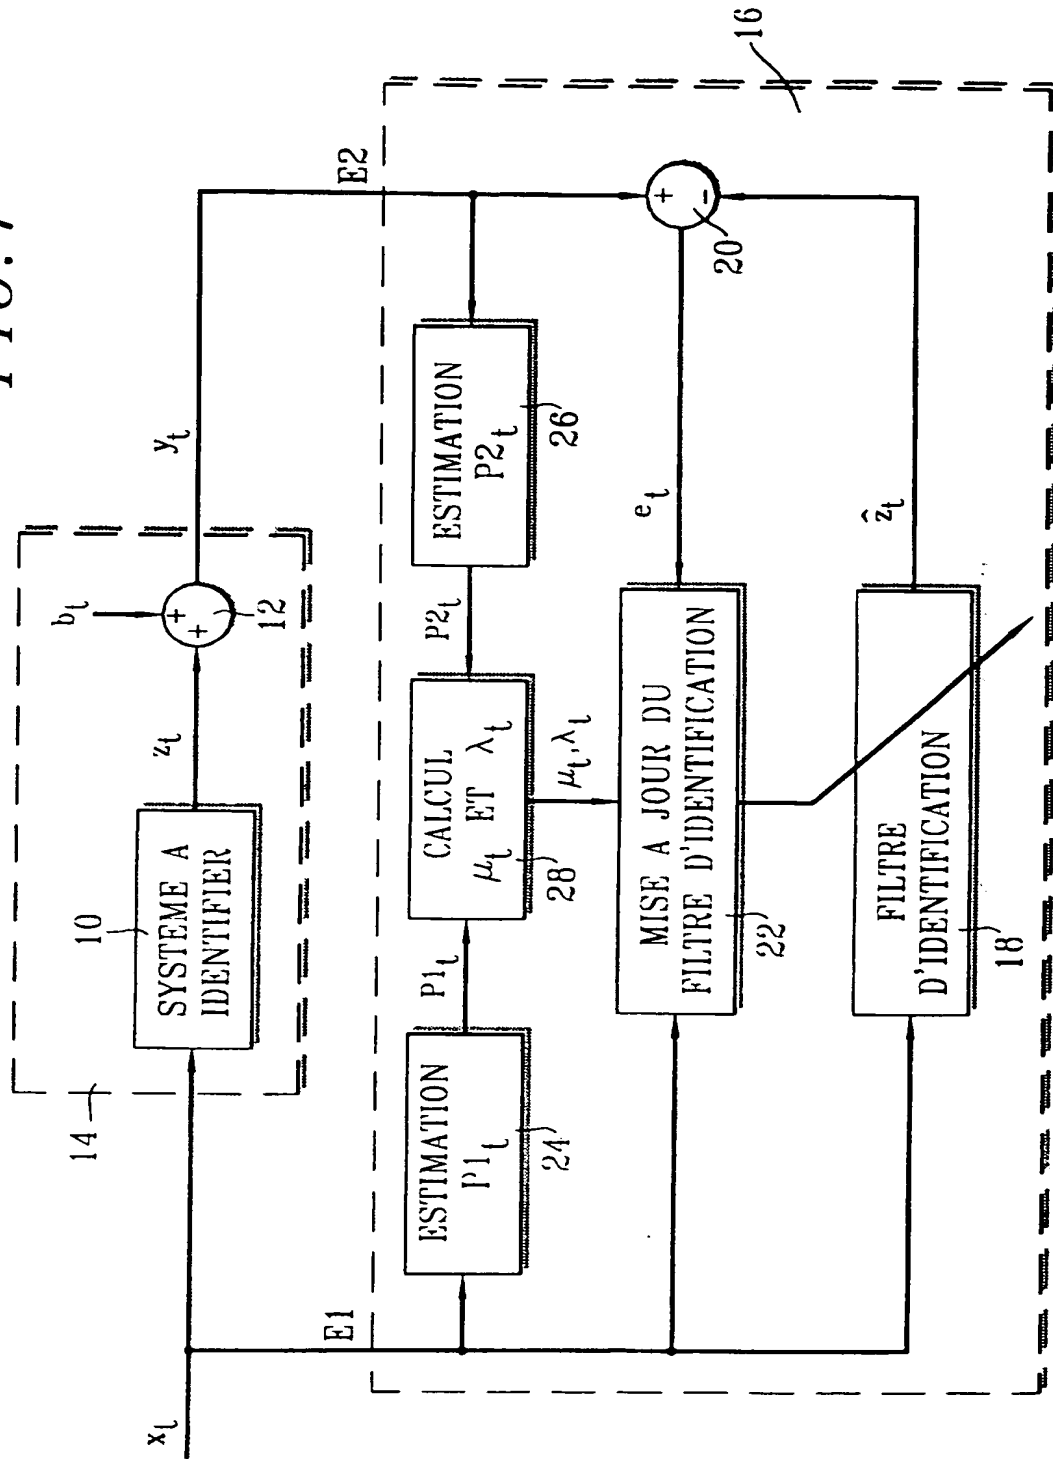 FIG.7
14
10
SYSTEME A
IDENTIFIER
z_t
b_t
+
+
12
y_t
x_t
E1
E2
ESTIMATION
P1_t
24
P1_t
CALCUL
μ_t ET λ_t
28
P2_t
ESTIMATION
P2_t
26
μ_t,λ_t
MISE A JOUR DU
FILTRE D'IDENTIFICATION
22
e_t
+
-
20
16
FILTRE
D'IDENTIFICATION
18
ẑ_t